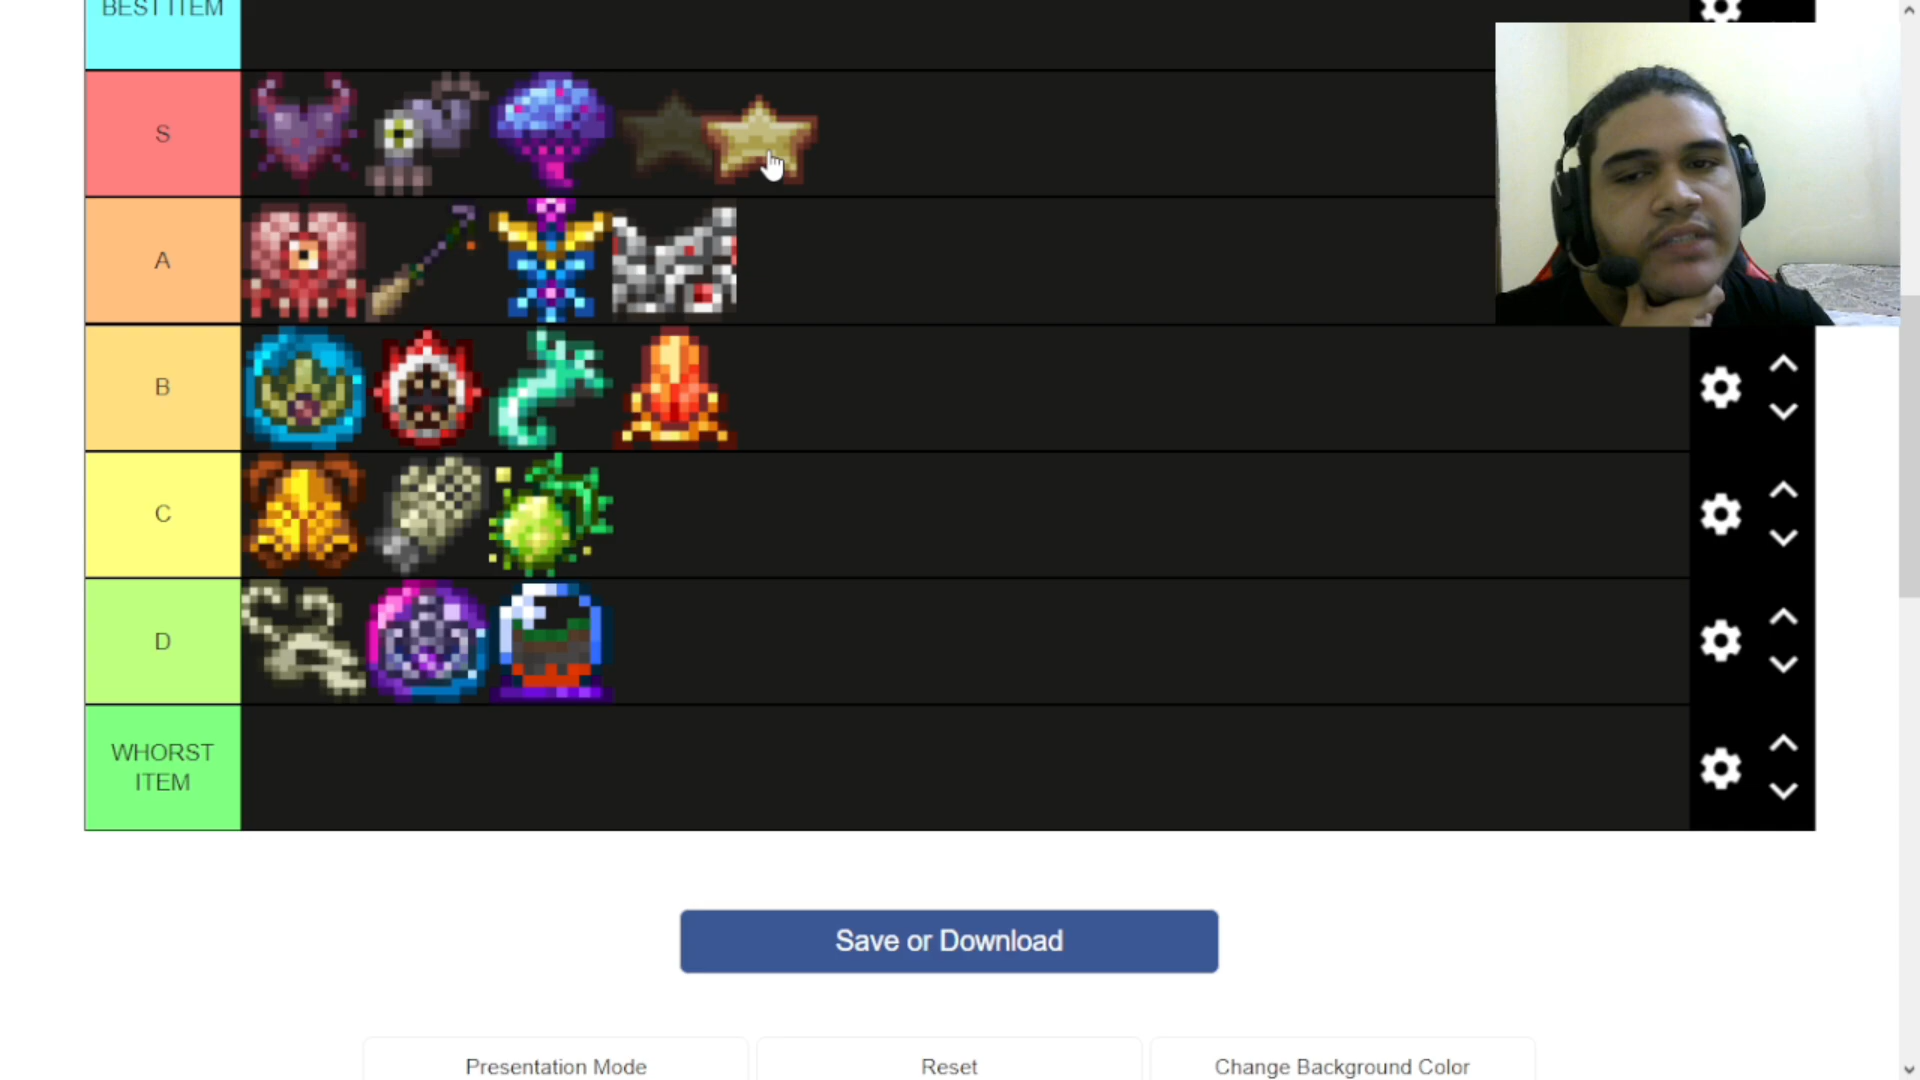 BEST ITEM
S
A
B
C
D
WHORST
ITEM
Save or Download
Presentation Mode
Reset
Change Background Color